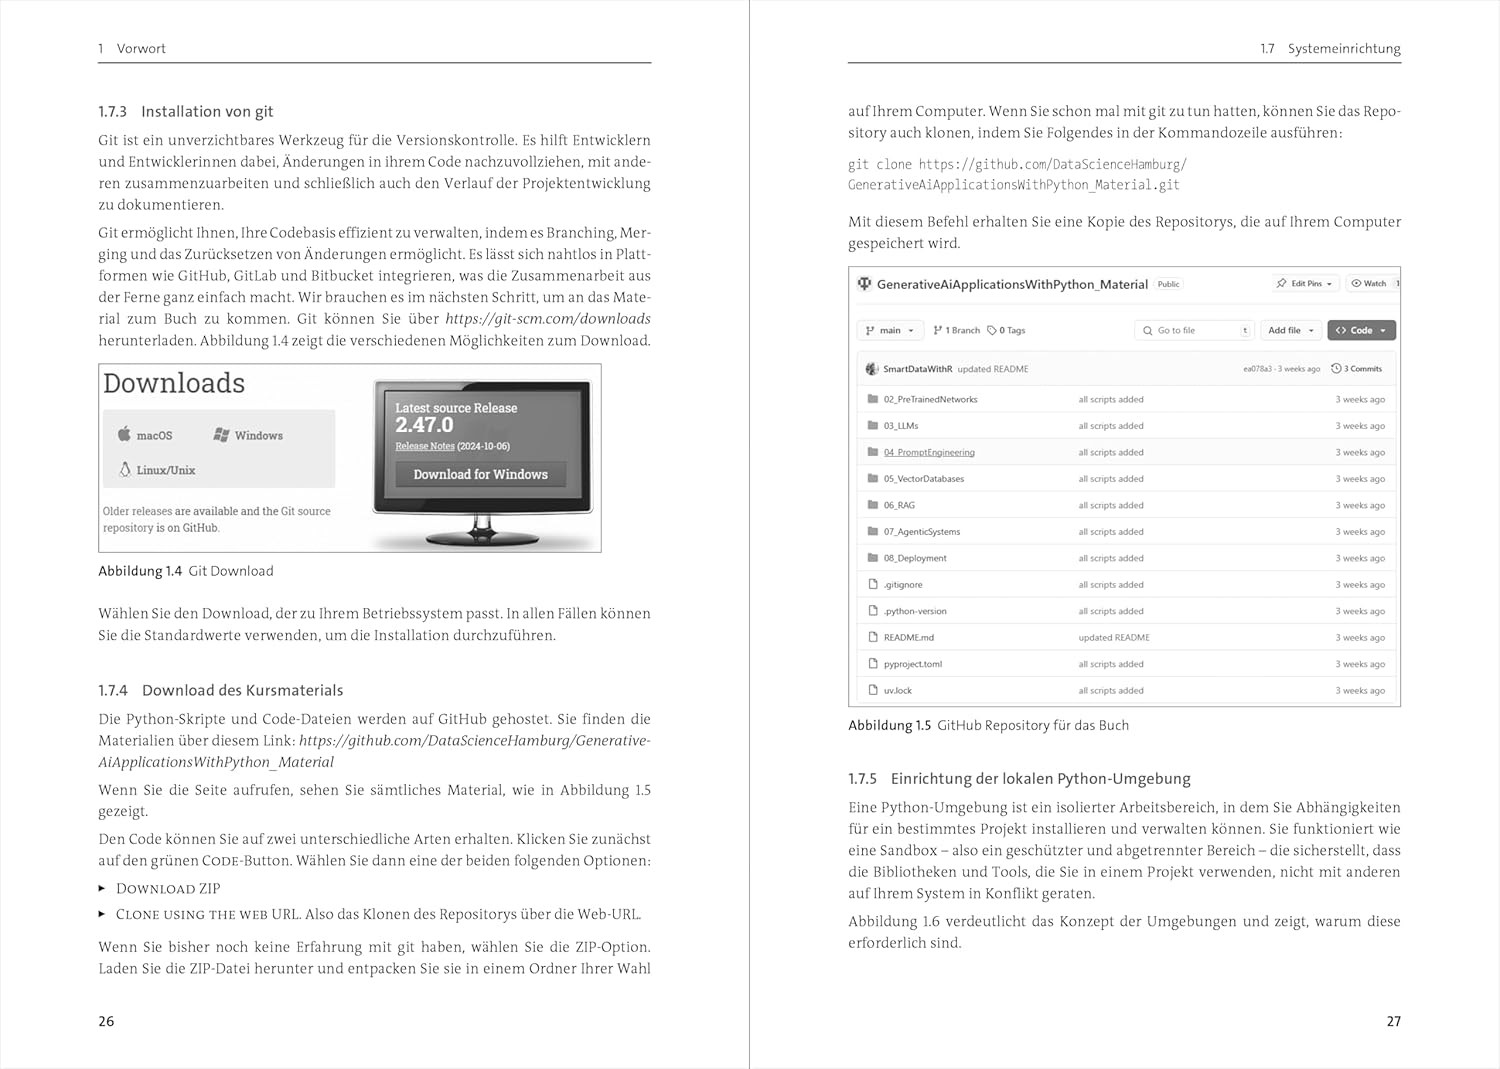 1 Vorwort
1.7.3 Installation von git
Git ist ein unverzichtbares Werkzeug für die Versionskontrolle. Es hilft Entwicklern
und Entwicklerinnen dabei, Änderungen in ihrem Code nachzuvollziehen, mit ande-
ren zusammenzuarbeiten und schließlich auch den Verlauf der Projektentwicklung
zu dokumentieren.
Git ermöglicht Ihnen, Ihre Codebasis effizient zu verwalten, indem es Branching, Mer-
ging und das Zurücksetzen von Änderungen ermöglicht. Es lässt sich nahtlos in Platt-
formen wie GitHub, GitLab und Bitbucket integrieren, was die Zusammenarbeit aus
der Ferne ganz einfach macht. Wir brauchen es im nächsten Schritt, um an das Mate-
rial zum Buch zu kommen. Git können Sie über https://git-scm.com/downloads
herunterladen. Abbildung 1.4 zeigt die verschiedenen Möglichkeiten zum Download.
Downloads
macOS
Windows
Linux/Unix
Older releases are available and the Git source
repository is on GitHub.
Latest source Release
2.47.0
Release Notes (2024-10-06)
Download for Windows
Abbildung 1.4 Git Download
Wählen Sie den Download, der zu Ihrem Betriebssystem passt. In allen Fällen können
Sie die Standardwerte verwenden, um die Installation durchzuführen.
1.7.4 Download des Kursmaterials
Die Python-Skripte und Code-Dateien werden auf GitHub gehostet. Sie finden die
Materialien über diesem Link: https://github.com/DataScienceHamburg/Generative-
AiApplicationsWithPython_Material
Wenn Sie die Seite aufrufen, sehen Sie sämtliches Material, wie in Abbildung 1.5
gezeigt.
Den Code können Sie auf zwei unterschiedliche Arten erhalten. Klicken Sie zunächst
auf den grünen CODE-Button. Wählen Sie dann eine der beiden folgenden Optionen:
▶ DOWNLOAD ZIP
▶ CLONE USING THE WEB URL. Also das Klonen des Repositorys über die Web-URL.
Wenn Sie bisher noch keine Erfahrung mit git haben, wählen Sie die ZIP-Option.
Laden Sie die ZIP-Datei herunter und entpacken Sie sie in einem Ordner Ihrer Wahl
26
1.7 Systemeinrichtung
auf Ihrem Computer. Wenn Sie schon mal mit git zu tun hatten, können Sie das Repo-
sitory auch klonen, indem Sie Folgendes in der Kommandozeile ausführen:
git clone https://github.com/DataScienceHamburg/
GenerativeAiApplicationsWithPython_Material.git
Mit diesem Befehl erhalten Sie eine Kopie des Repositorys, die auf Ihrem Computer
gespeichert wird.
GenerativeAiApplicationsWithPython_Material Public Edit Pins Watch 1
main 1 Branch 0 Tags Go to file t Add file <> Code
SmartDataWithR updated README ea078a3 · 3 weeks ago 3 Commits
02_PreTrainedNetworks all scripts added 3 weeks ago
03_LLMs all scripts added 3 weeks ago
04_PromptEngineering all scripts added 3 weeks ago
05_VectorDatabases all scripts added 3 weeks ago
06_RAG all scripts added 3 weeks ago
07_AgenticSystems all scripts added 3 weeks ago
08_Deployment all scripts added 3 weeks ago
.gitignore all scripts added 3 weeks ago
.python-version all scripts added 3 weeks ago
README.md updated README 3 weeks ago
pyproject.toml all scripts added 3 weeks ago
uv.lock all scripts added 3 weeks ago
Abbildung 1.5 GitHub Repository für das Buch
1.7.5 Einrichtung der lokalen Python-Umgebung
Eine Python-Umgebung ist ein isolierter Arbeitsbereich, in dem Sie Abhängigkeiten
für ein bestimmtes Projekt installieren und verwalten können. Sie funktioniert wie
eine Sandbox – also ein geschützter und abgetrennter Bereich – die sicherstellt, dass
die Bibliotheken und Tools, die Sie in einem Projekt verwenden, nicht mit anderen
auf Ihrem System in Konflikt geraten.
Abbildung 1.6 verdeutlicht das Konzept der Umgebungen und zeigt, warum diese
erforderlich sind.
27